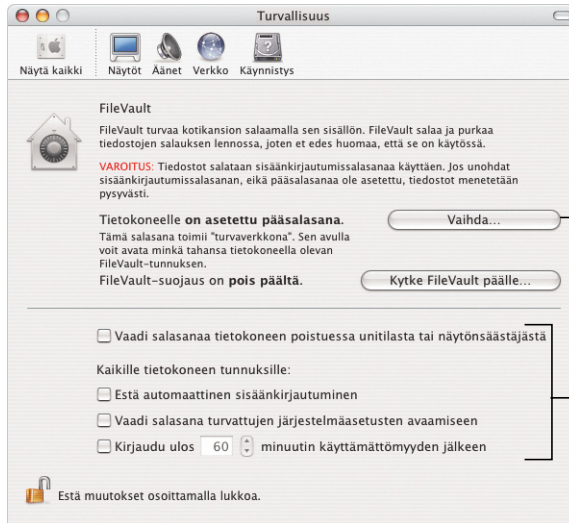 Turvallisuus
Näytä kaikki
Näytöt
Äänet
Verkko
Käynnistys
FileVault
FileVault turvaa kotikansion salaamalla sen sisällön. FileVault salaa ja purkaa
tiedostojen salauksen lennossa, joten et edes huomaa, että se on käytössä.
VAROITUS: Tiedostot salataan sisäänkirjautumissalasanaa käyttäen. Jos unohdat
sisäänkirjautumissalasanan, eikä pääsalasanaa ole asetettu, tiedostot menetetään
pysyvästi.
Tietokoneelle on asetettu pääsalasana.
Vaihda...
Tämä salasana toimii "turvaverkkona". Sen avulla
voit avata minkä tahansa tietokoneella olevan
FileVault-tunnuksen.
FileVault-suojaus on pois päältä.
Kytke FileVault päälle...
Vaadi salasanaa tietokoneen poistuessa unitilasta tai näytönsäästäjästä
Kaikille tietokoneen tunnuksille:
Estä automaattinen sisäänkirjautuminen
Vaadi salasana turvattujen järjestelmäasetusten avaamiseen
Kirjaudu ulos 60 minuutin käyttämättömyyden jälkeen
Estä muutokset osoittamalla lukkoa.